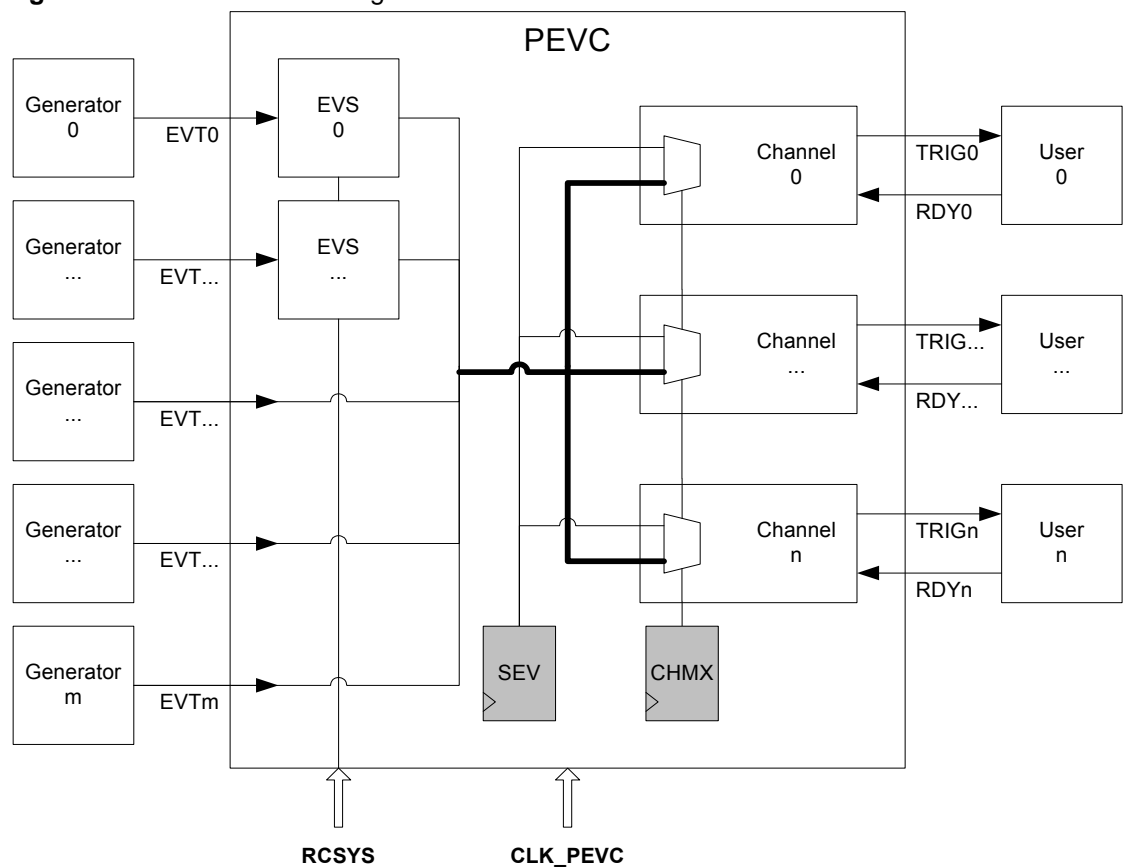 PEVC
Generator
0
EVT0
EVS
0
Channel
0
TRIG0
RDY0
User
0
Generator
...
EVT...
EVS
...
Channel
...
TRIG...
RDY...
User
...
Generator
...
EVT...
Generator
...
EVT...
Channel
n
TRIGn
RDYn
User
n
Generator
m
EVTm
SEV
CHMX
RCSYS
CLK_PEVC